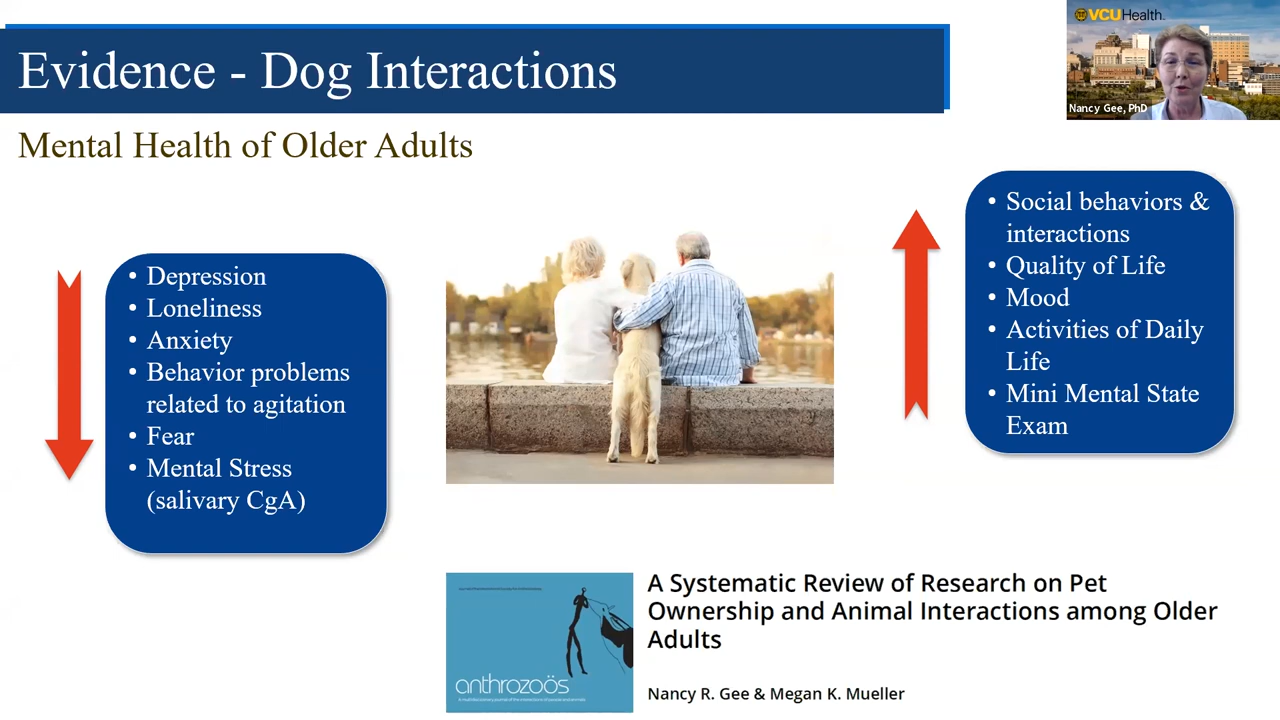 Evidence - Dog Interactions
VCUHealth.
Nancy Gee, PhD
Mental Health of Older Adults
• Depression
• Loneliness
• Anxiety
• Behavior problems
related to agitation
• Fear
• Mental Stress
(salivary CgA)
• Social behaviors &
interactions
• Quality of Life
• Mood
• Activities of Daily
Life
• Mini Mental State
Exam
anthrozoös
A Systematic Review of Research on Pet
Ownership and Animal Interactions among Older
Adults
Nancy R. Gee & Megan K. Mueller